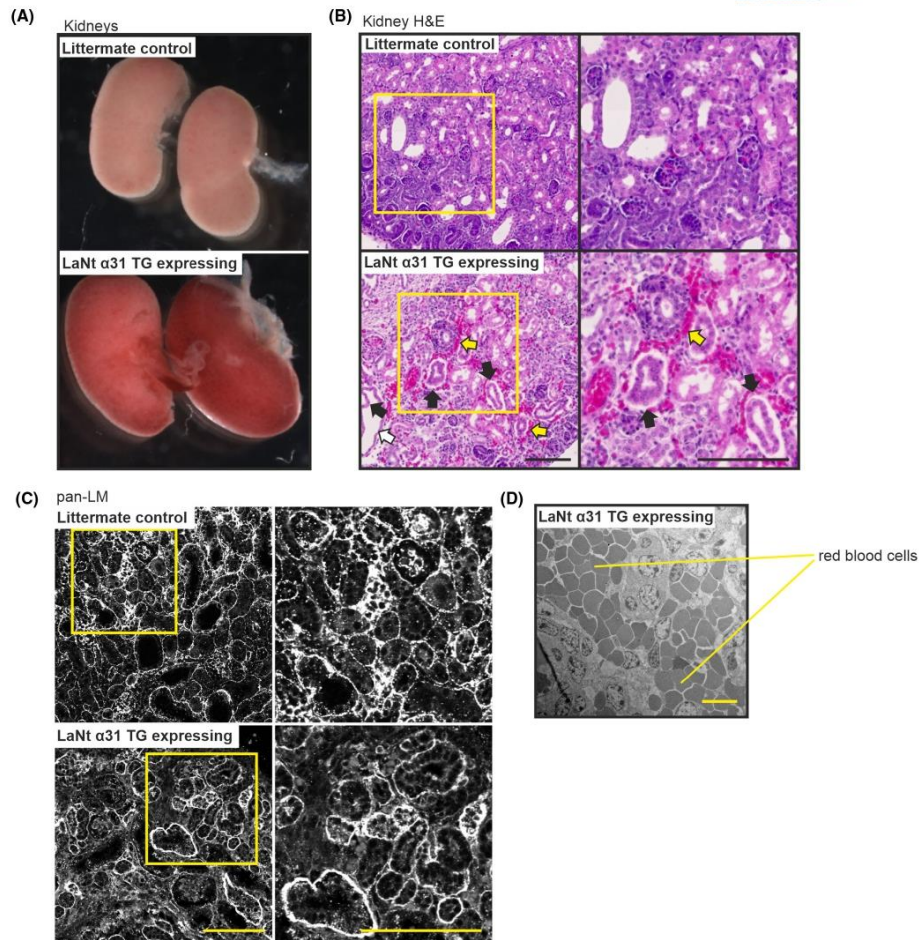 (A)
Kidneys
Littermate control
LaNt α31 TG expressing
(B)
Kidney H&E
Littermate control
LaNt α31 TG expressing
(C)
pan-LM
Littermate control
LaNt α31 TG expressing
(D)
LaNt α31 TG expressing
red blood cells